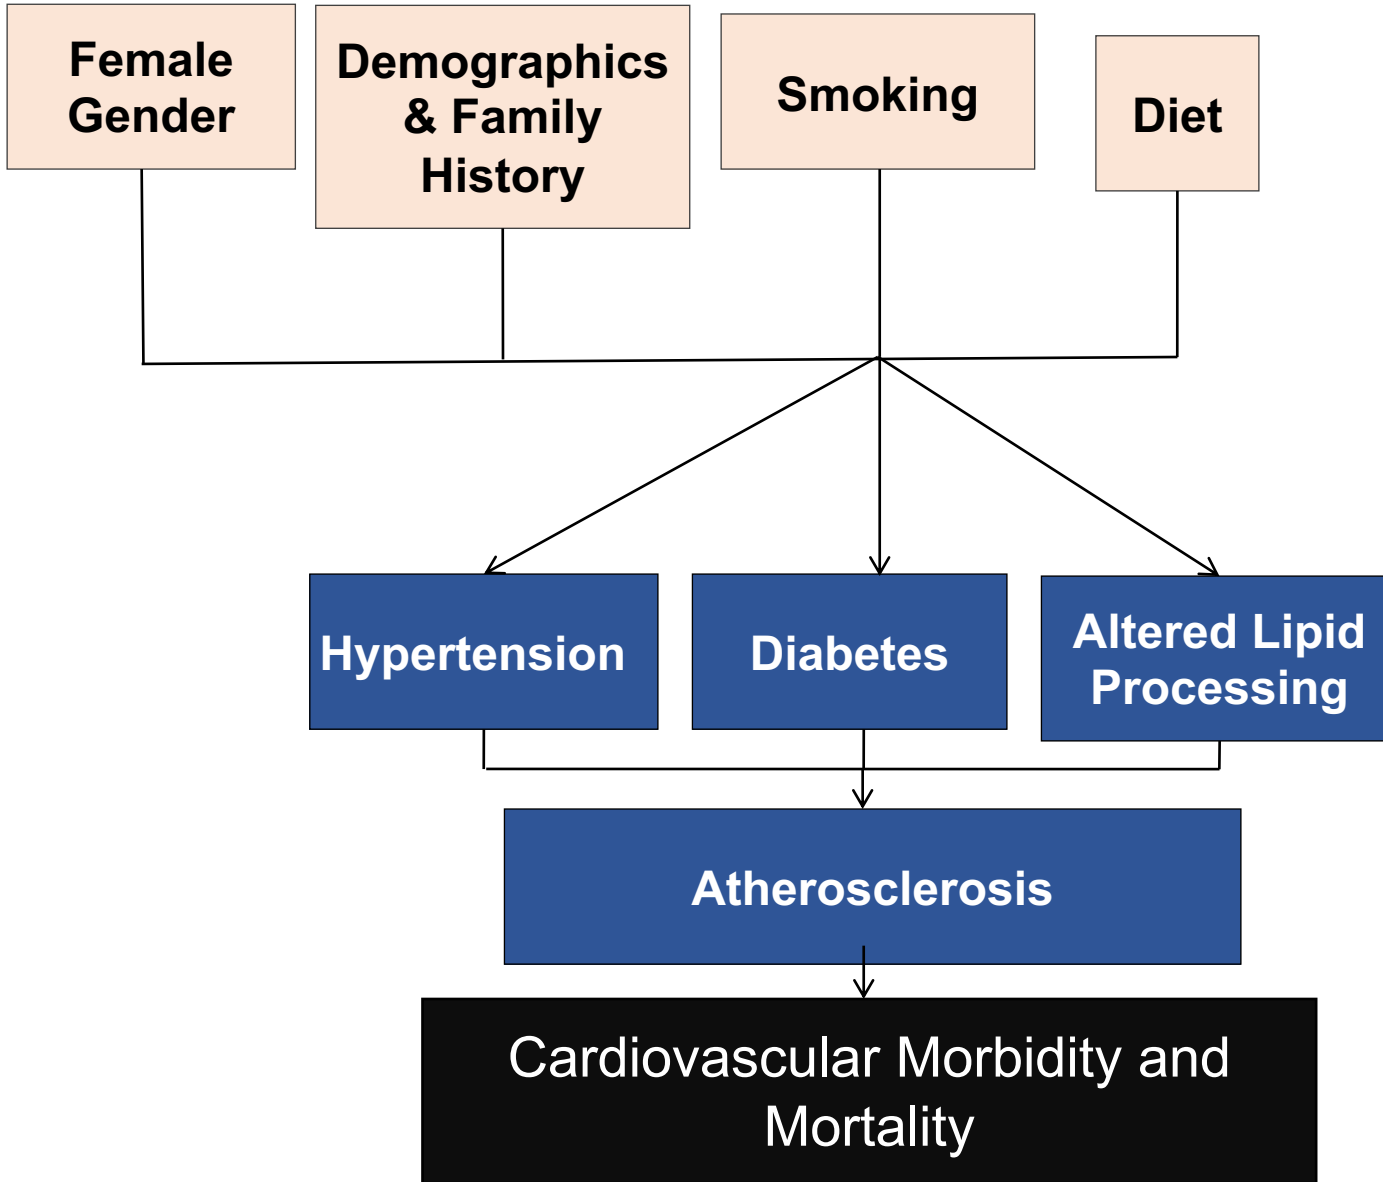 Female
Gender
Demographics
& Family
History
Smoking
Diet
Hypertension
Diabetes
Altered Lipid
Processing
Atherosclerosis
Cardiovascular Morbidity and
Mortality